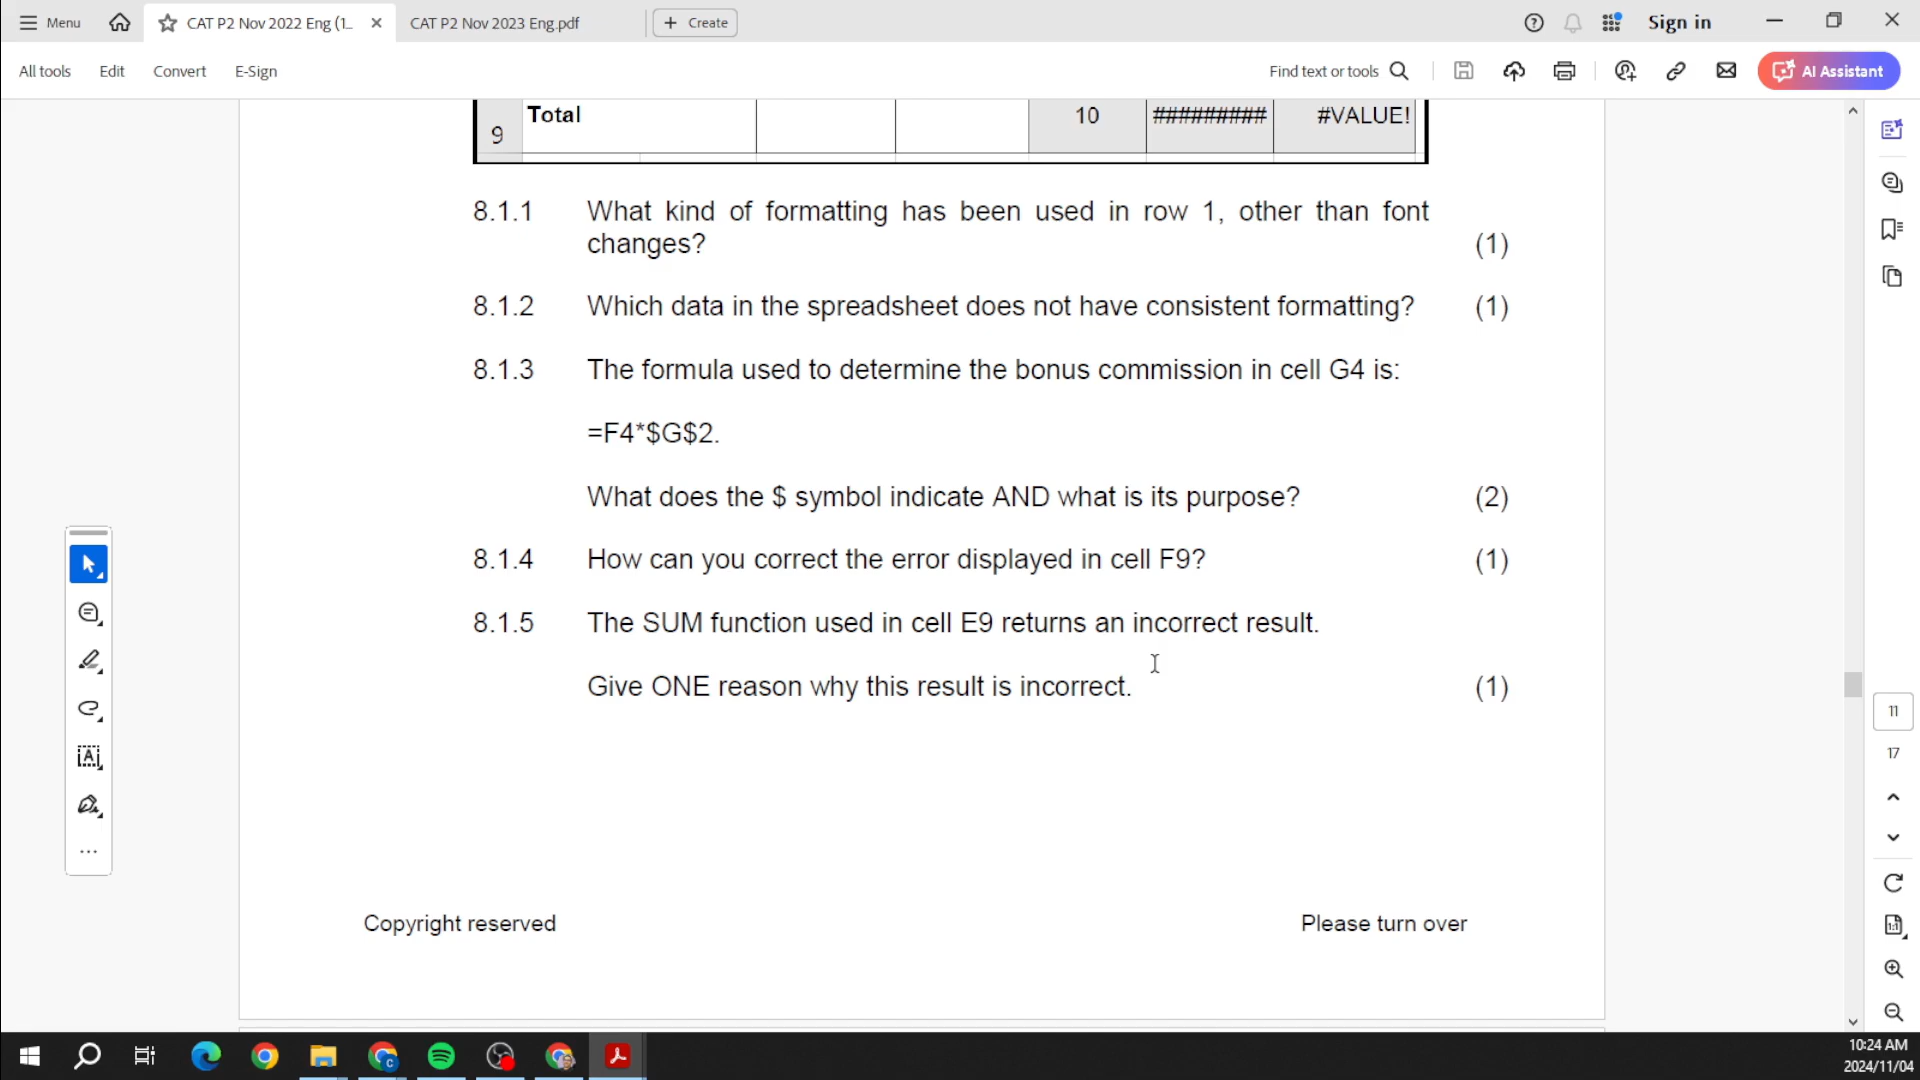 Menu
CAT P2 Nov 2022 Eng (1...
CAT P2 Nov 2023 Eng.pdf
Create
Sign in
All tools
Edit
Convert
E-Sign
Find text or tools
AI Assistant
9 Total 10 ######### #VALUE!
8.1.1 What kind of formatting has been used in row 1, other than font
changes? (1)
8.1.2 Which data in the spreadsheet does not have consistent formatting? (1)
8.1.3 The formula used to determine the bonus commission in cell G4 is:
=F4*$G$2.
What does the $ symbol indicate AND what is its purpose? (2)
8.1.4 How can you correct the error displayed in cell F9? (1)
8.1.5 The SUM function used in cell E9 returns an incorrect result.
Give ONE reason why this result is incorrect. (1)
11
17
Copyright reserved Please turn over
10:24 AM
2024/11/04